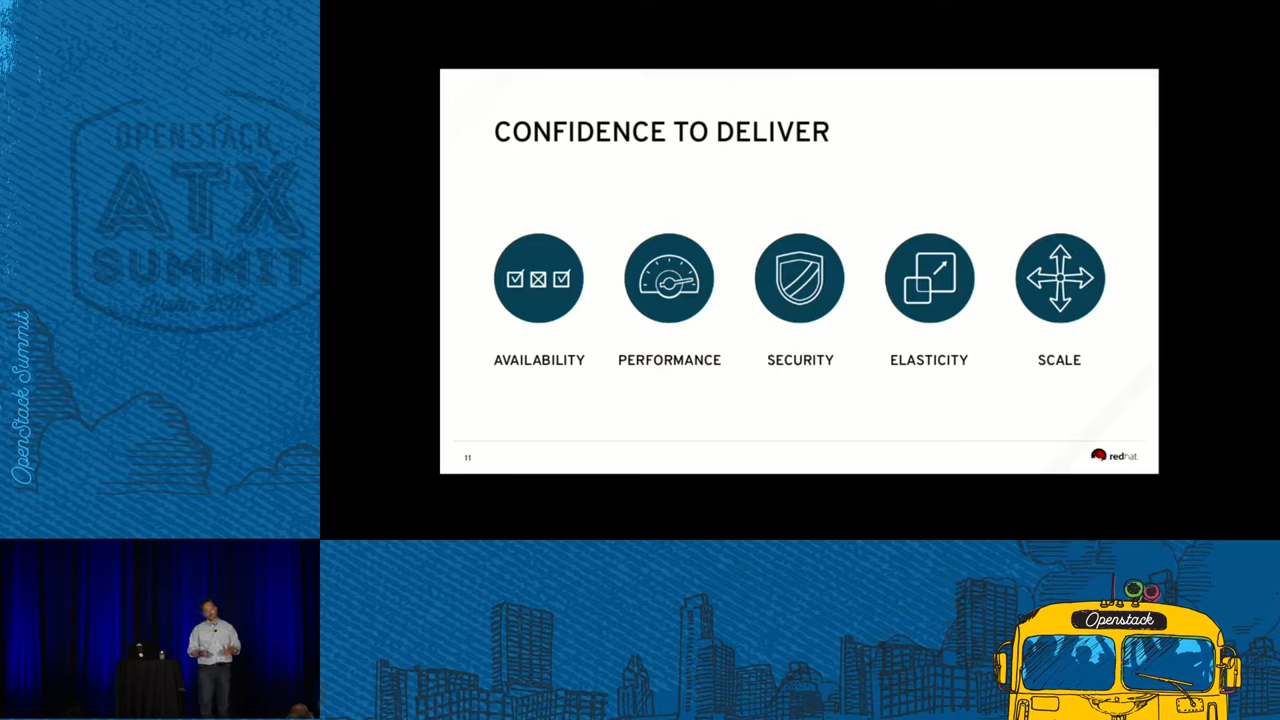 OPENSTACK
ATX
SUMMIT
OpenStack Summit
CONFIDENCE TO DELIVER
AVAILABILITY
PERFORMANCE
SECURITY
ELASTICITY
SCALE
11
redhat
Openstack